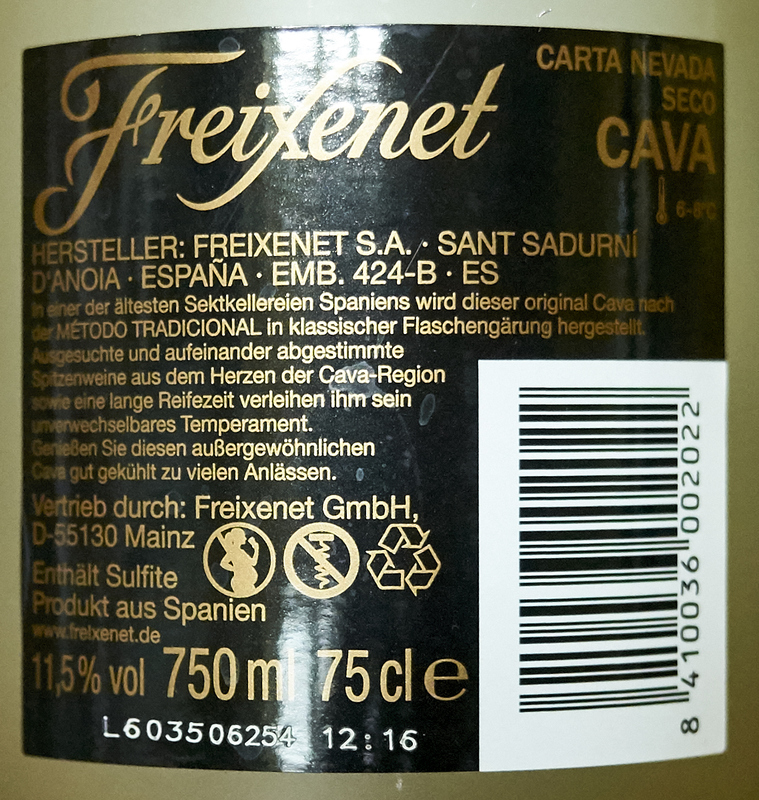 Freixenet
CARTA NEVADA
SECO
CAVA
6-8°C
HERSTELLER: FREIXENET S.A. · SANT SADURNÍ
D'ANOIA · ESPAÑA · EMB. 424-B · ES
In einer der ältesten Sektkellereien Spaniens wird dieser original Cava nach
der MÉTODO TRADICIONAL in klassischer Flaschengärung hergestellt.
Ausgesuchte und aufeinander abgestimmte
Spitzenweine aus dem Herzen der Cava-Region
sowie eine lange Reifezeit verleihen ihm sein
unverwechselbares Temperament.
Genießen Sie diesen außergewöhnlichen
Cava gut gekühlt zu vielen Anlässen.
Vertrieb durch: Freixenet GmbH,
D-55130 Mainz
Enthält Sulfite
Produkt aus Spanien
www.freixenet.de
11,5% vol 750 ml 75 cl e
L603506254 12:16
8 410036 002022